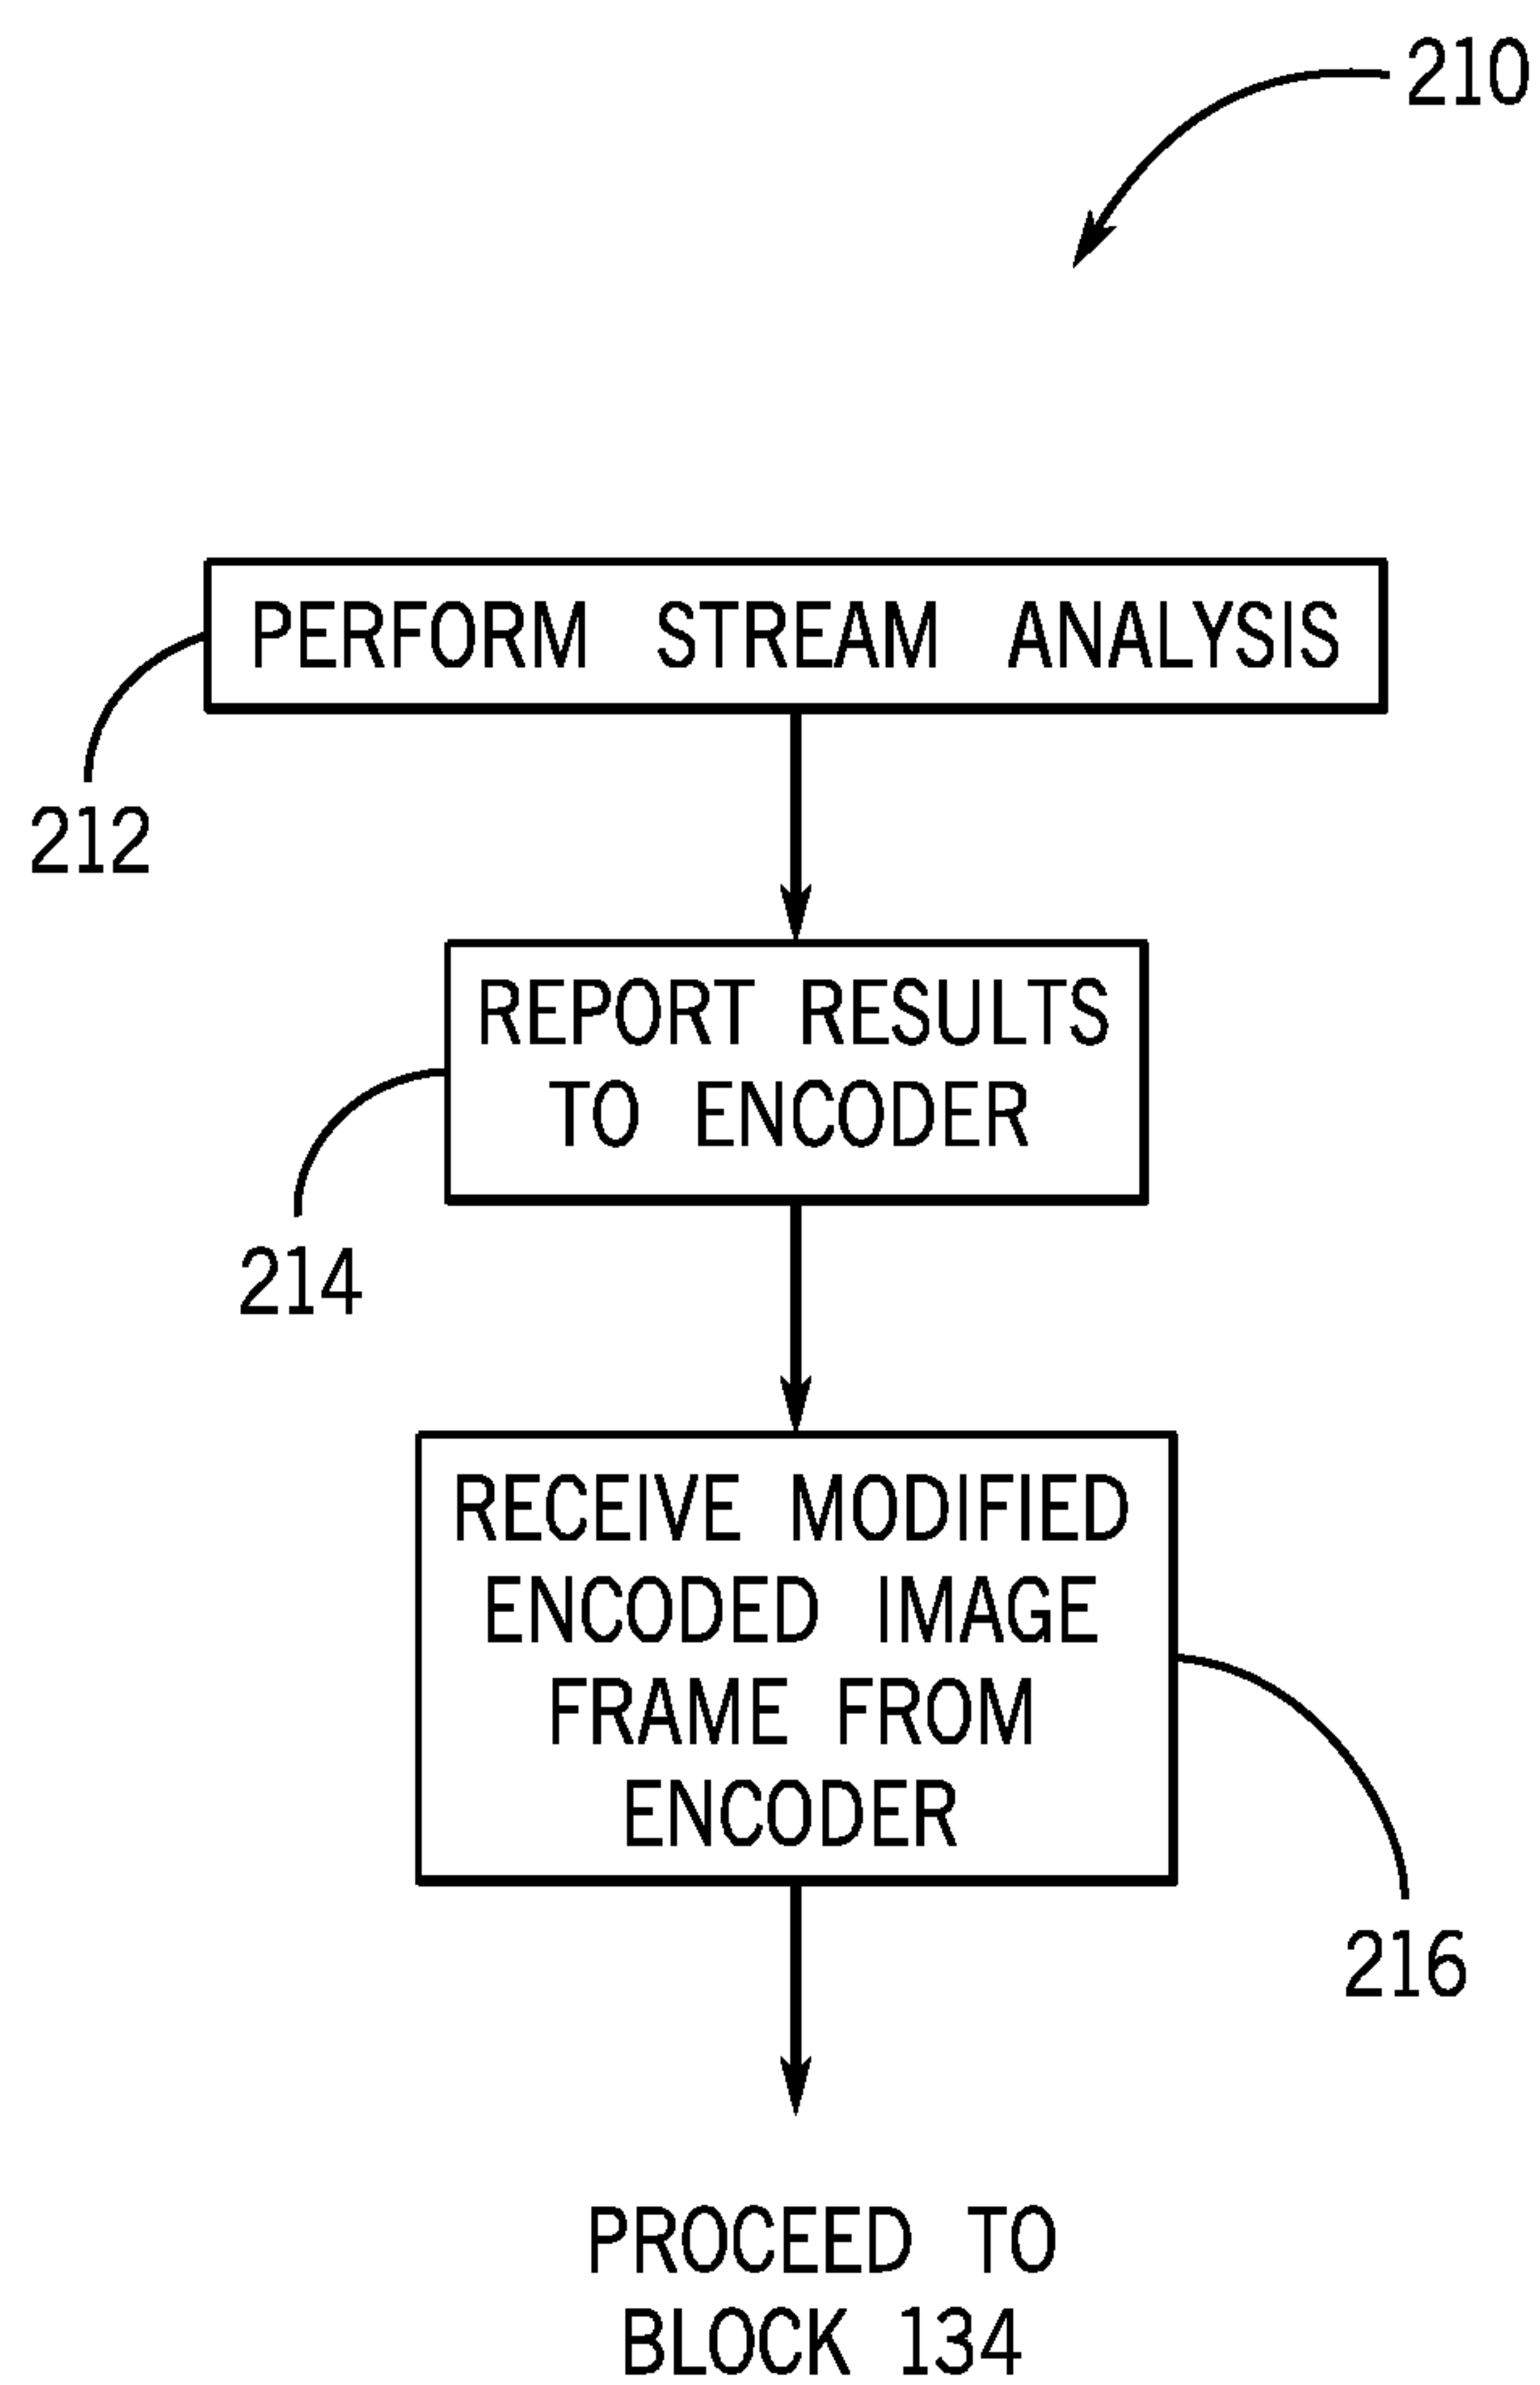 210
PERFORM STREAM ANALYSIS
212
REPORT RESULTS
TO ENCODER
214
RECEIVE MODIFIED
ENCODED IMAGE
FRAME FROM
ENCODER
216
PROCEED TO
BLOCK 134